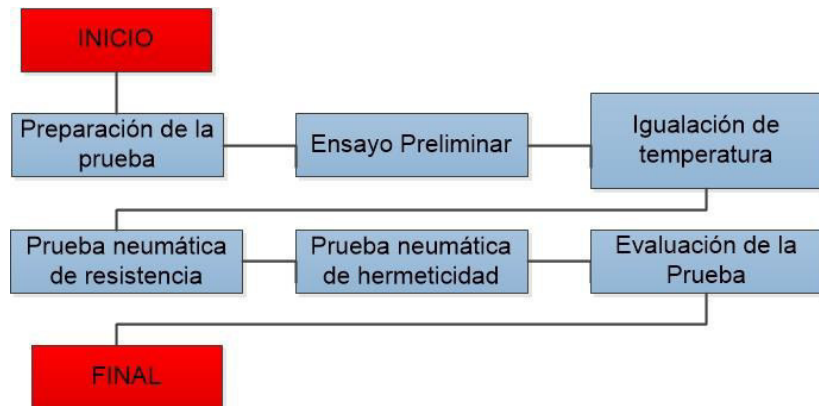 INICIO
Preparación de la
prueba
Ensayo Preliminar
Igualación de
temperatura
Prueba neumática
de resistencia
Prueba neumática
de hermeticidad
Evaluación de la
Prueba
FINAL